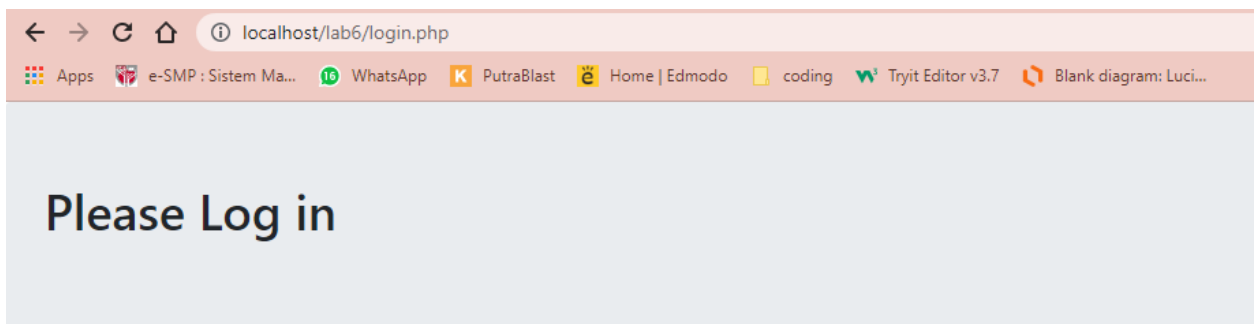 localhost/lab6/login.php
Apps e-SMP : Sistem Ma... 16 WhatsApp K PutraBlast ë Home | Edmodo coding W3 Tryit Editor v3.7 Blank diagram: Luci...
Please Log in